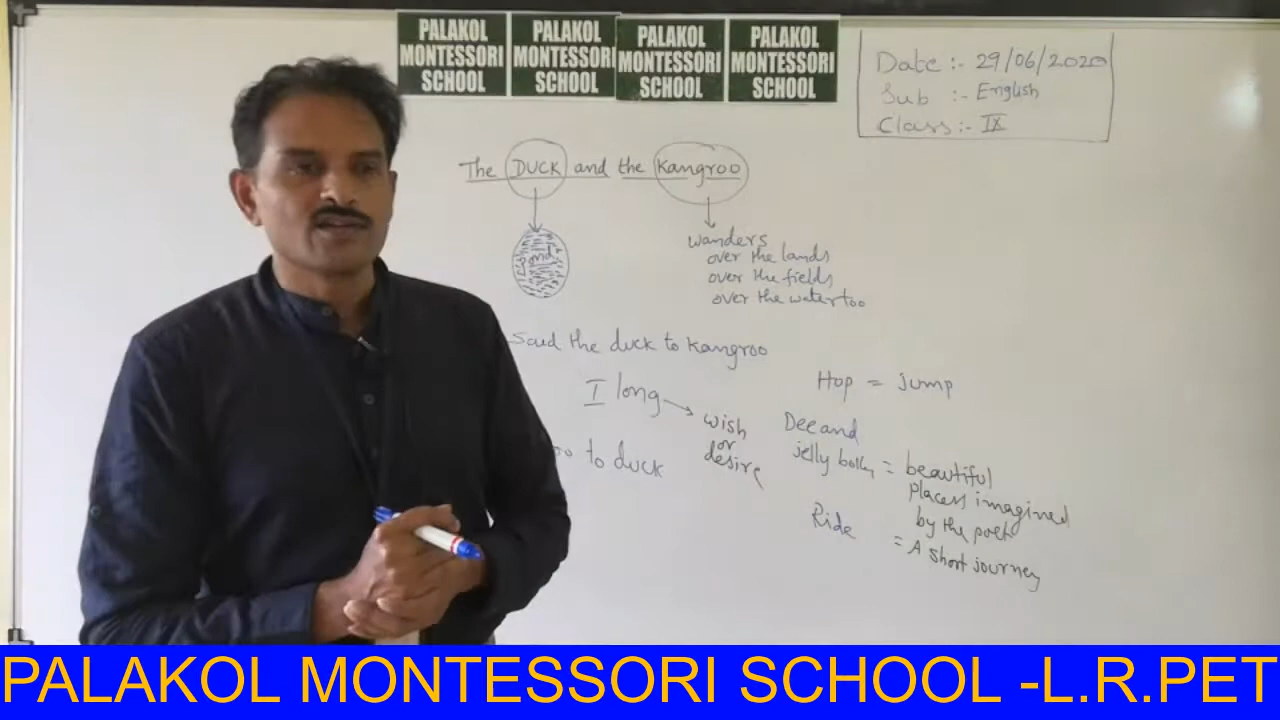 PALAKOL
MONTESSORI
SCHOOL
PALAKOL
MONTESSORI
SCHOOL
PALAKOL
MONTESSORI
SCHOOL
PALAKOL
MONTESSORI
SCHOOL
Date :- 29/06/2020
Sub :- English
Class :- IX
The DUCK and the Kangroo
wanders
over the lands
over the fields
over the water too
said the duck to kangroo
I long
wish
or
desire
to duck
Hop = jump
Dee and
jelly = beautiful
places imagined
by the poet
Ride
= A short journey
PALAKOL MONTESSORI SCHOOL -L.R.PET